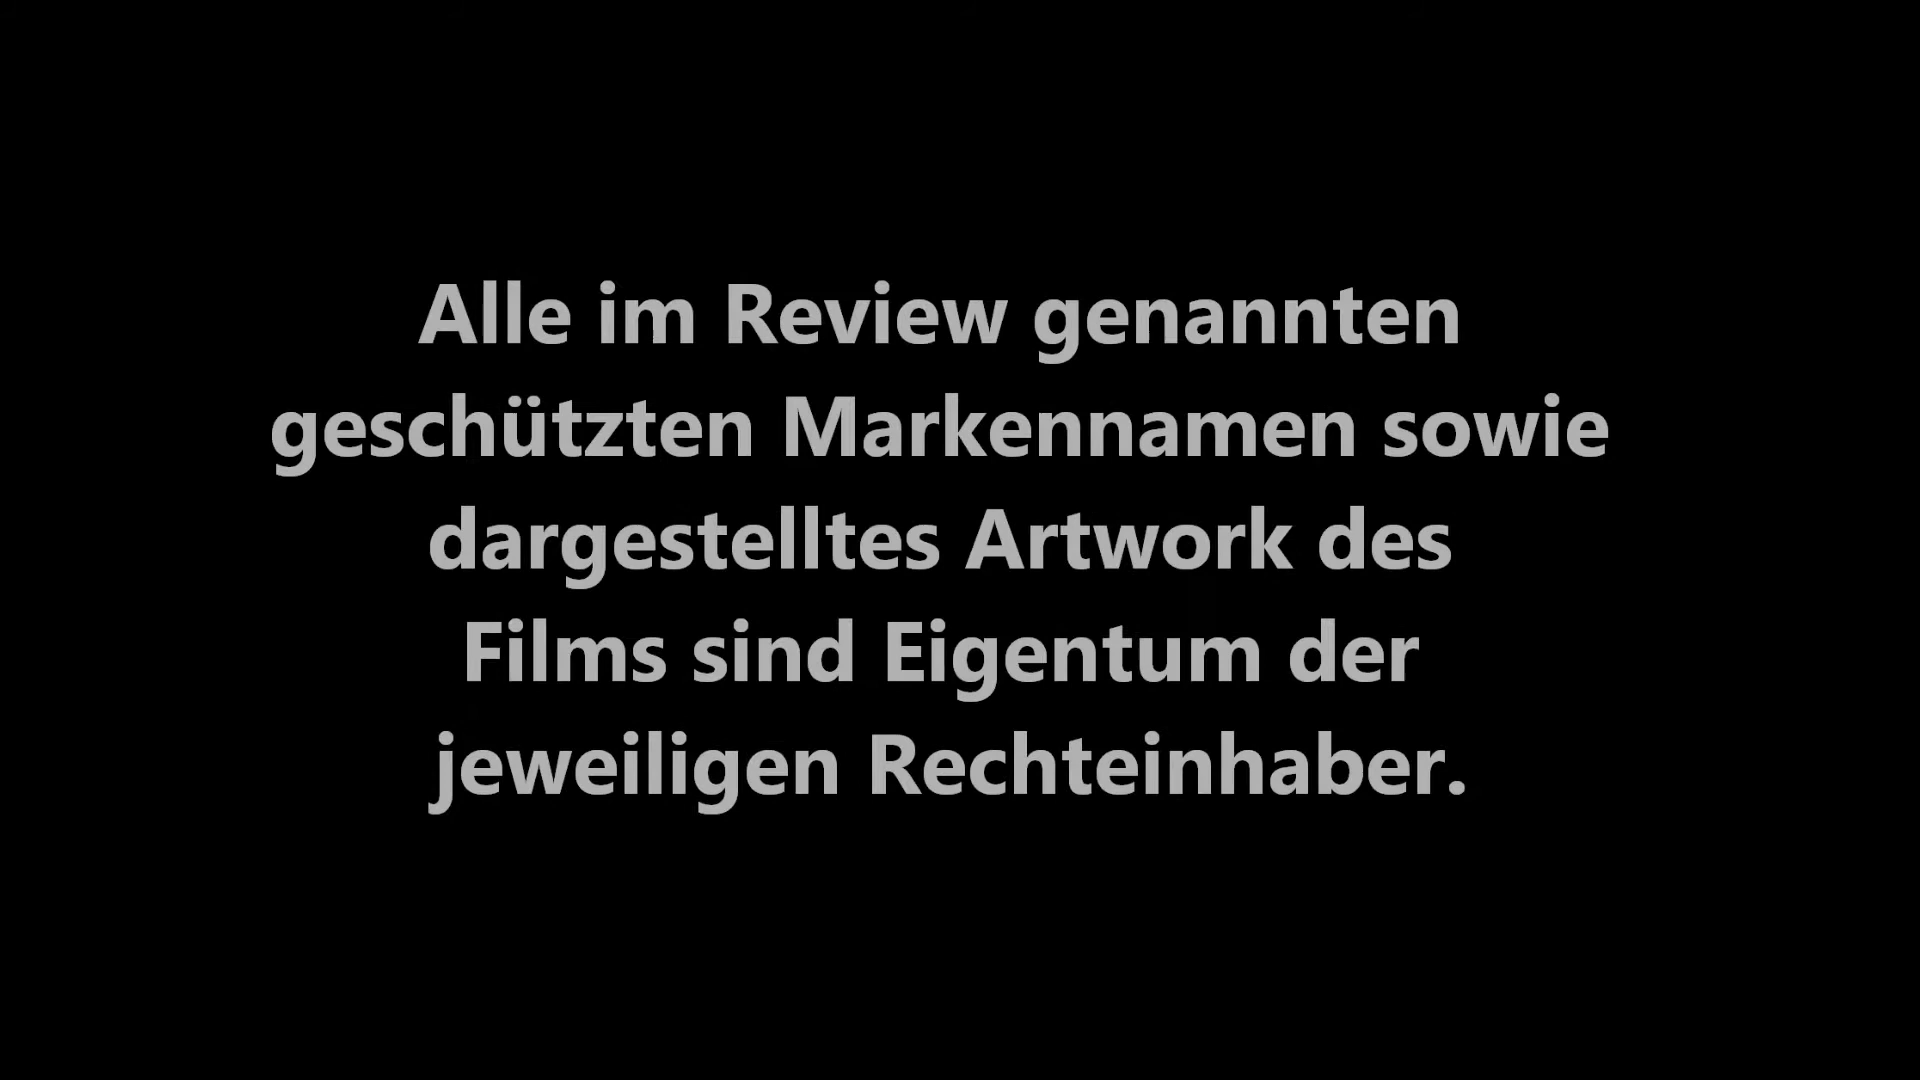 Alle im Review genannten
geschützten Markennamen sowie
dargestelltes Artwork des
Films sind Eigentum der
jeweiligen Rechteinhaber.